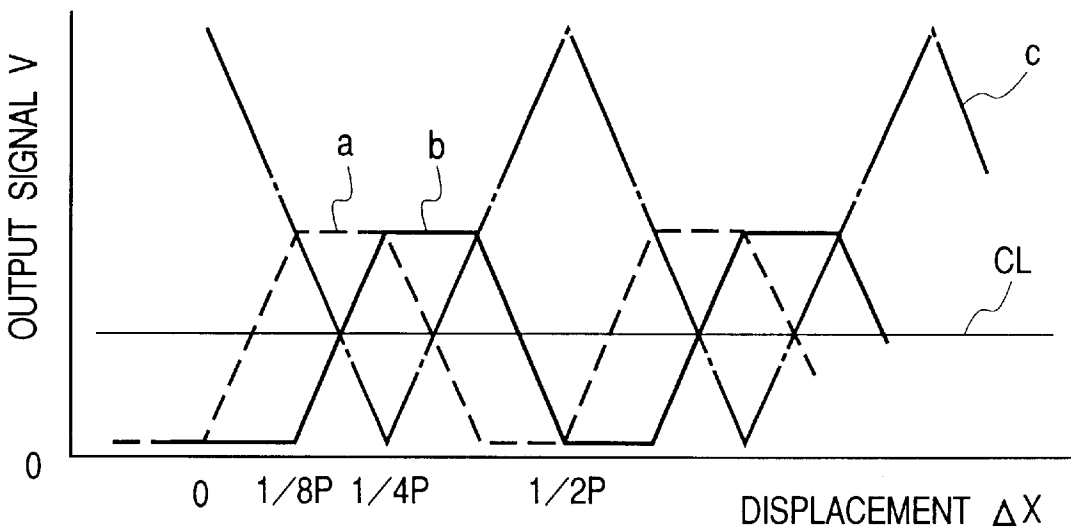 OUTPUT SIGNAL V
c
a
b
CL
0
0
1/8P
1/4P
1/2P
DISPLACEMENT ΔX